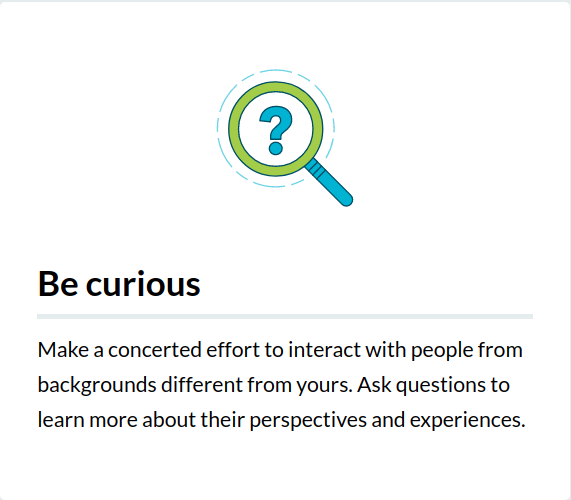 ?
Be curious
Make a concerted effort to interact with people from
backgrounds different from yours. Ask questions to
learn more about their perspectives and experiences.